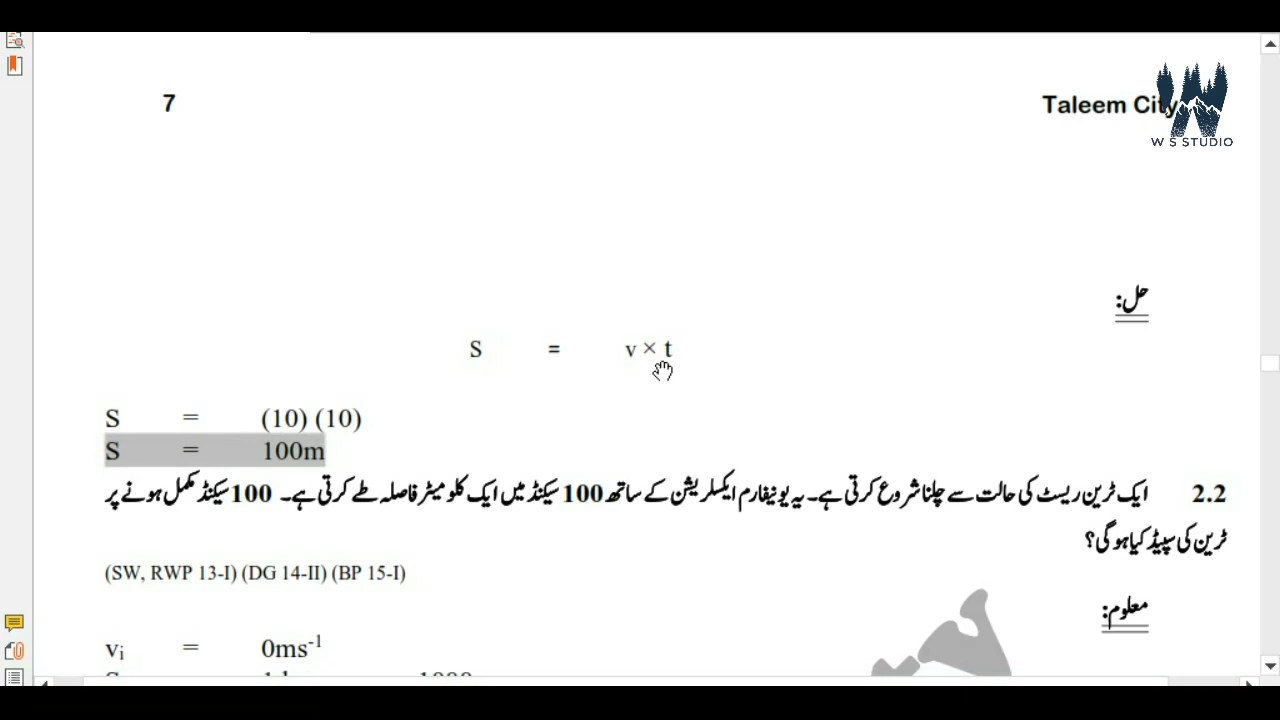 7 Taleem City
W S STUDIO
حل:
S = v × t
S = (10) (10)
S = 100m
2.2 ایک ٹرین ریسٹ کی حالت سے چلنا شروع کرتی ہے۔ یہ یونیفارم ایکسلریشن کے ساتھ 100 سیکنڈ میں ایک کلومیٹر فاصلہ طے کرتی ہے۔ 100 سیکنڈ مکمل ہونے پر
ٹرین کی سپیڈ کیا ہوگی؟
(SW, RWP 13-I) (DG 14-II) (BP 15-I)
معلوم:
vᵢ = 0ms⁻¹